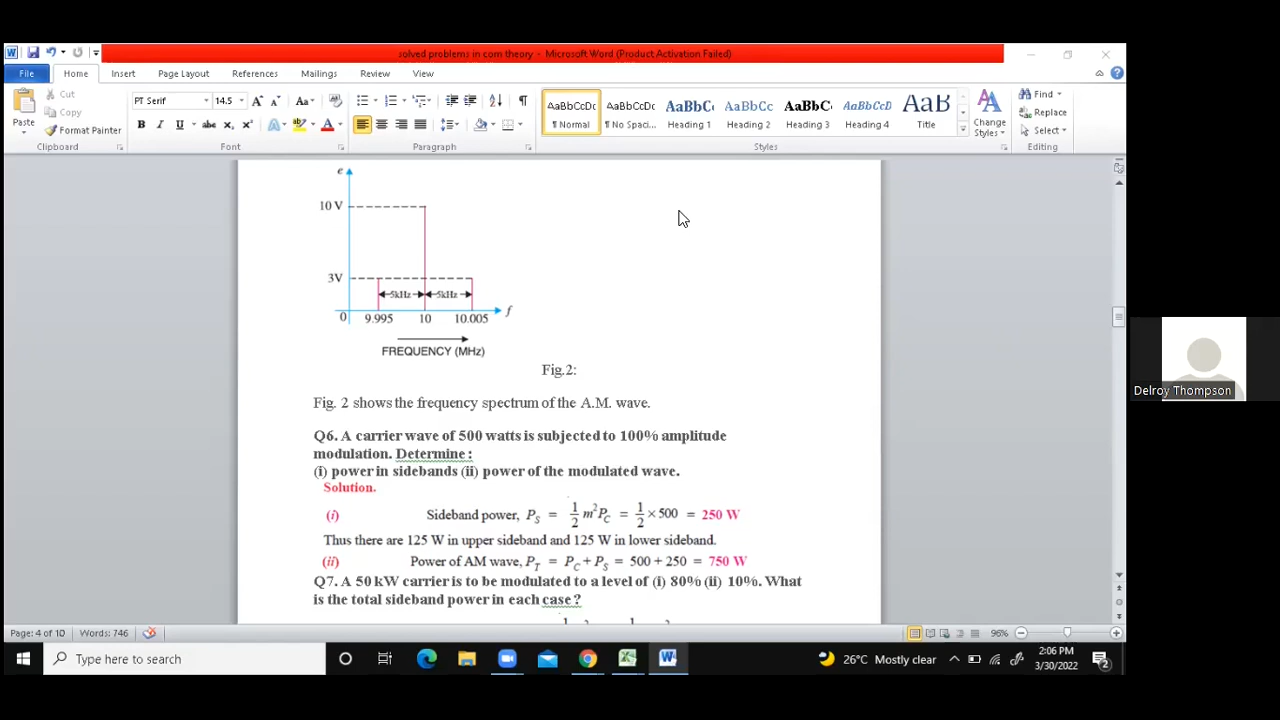 solved problems in com theory - Microsoft Word (Product Activation Failed)
File Home Insert Page Layout References Mailings Review View
Cut
Copy
Format Painter
Paste
Clipboard
PT Serif 14.5
Font
Paragraph
AaBbCcDc AaBbCcDc AaBbC AaBbCc AaBbC AaBbCcD AaB
¶ Normal ¶ No Spaci... Heading 1 Heading 2 Heading 3 Heading 4 Title
Change Styles
Styles
Find
Replace
Select
Editing
e
10 V
3V
5kHz 5kHz
0 9.995 10 10.005 f
FREQUENCY (MHz)
Fig.2:
Fig. 2 shows the frequency spectrum of the A.M. wave.
Q6. A carrier wave of 500 watts is subjected to 100% amplitude
modulation. Determine :
(i) power in sidebands (ii) power of the modulated wave.
Solution.
(i) Sideband power, P_S = 1/2 m²P_C = 1/2 × 500 = 250 W
Thus there are 125 W in upper sideband and 125 W in lower sideband.
(ii) Power of AM wave, P_T = P_C + P_S = 500 + 250 = 750 W
Q7. A 50 kW carrier is to be modulated to a level of (i) 80% (ii) 10%. What
is the total sideband power in each case ?
Delroy Thompson
Page: 4 of 10 Words: 746 96%
Type here to search
26°C Mostly clear
2:06 PM
3/30/2022
2